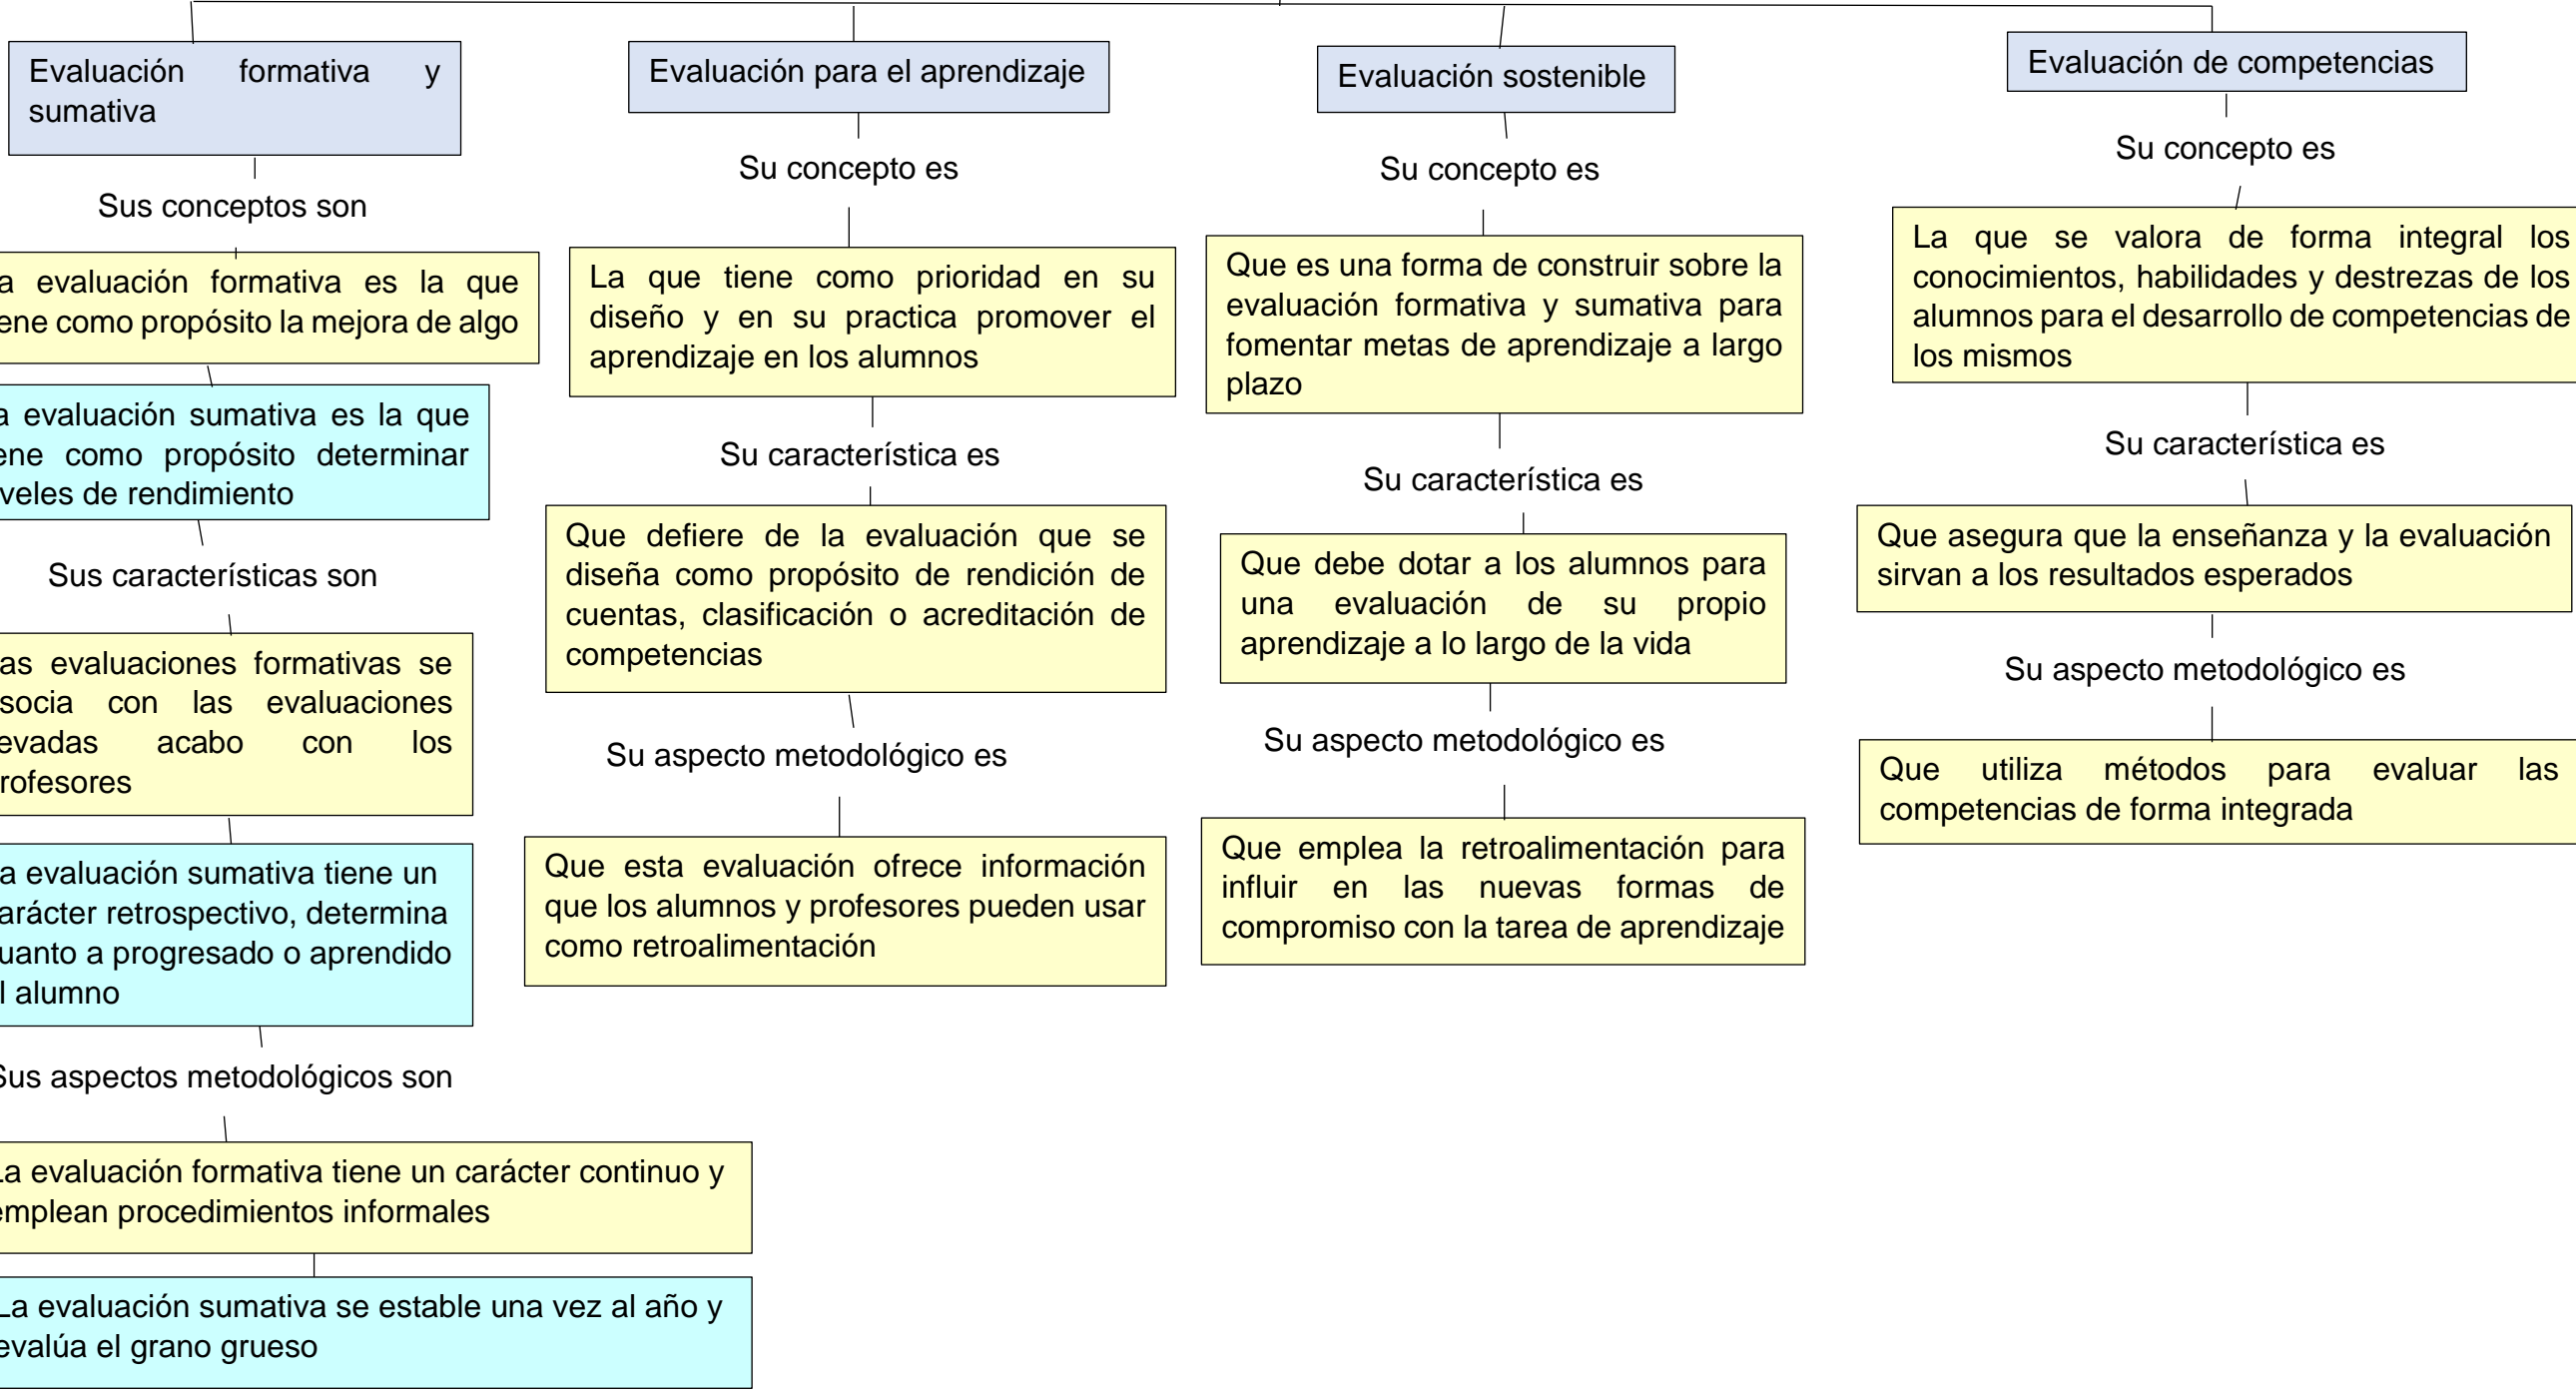 Evaluación formativa y
sumativa
Sus conceptos son
a evaluación formativa es la que
ene como propósito la mejora de algo
a evaluación sumativa es la que
ene como propósito determinar
veles de rendimiento
Sus características son
as evaluaciones formativas se
socia con las evaluaciones
evadas acabo con los
rofesores
a evaluación sumativa tiene un
arácter retrospectivo, determina
uanto a progresado o aprendido
l alumno
Sus aspectos metodológicos son
La evaluación formativa tiene un carácter continuo y
emplean procedimientos informales
La evaluación sumativa se estable una vez al año y
evalúa el grano grueso
Evaluación para el aprendizaje
Su concepto es
La que tiene como prioridad en su
diseño y en su practica promover el
aprendizaje en los alumnos
Su característica es
Que defiere de la evaluación que se
diseña como propósito de rendición de
cuentas, clasificación o acreditación de
competencias
Su aspecto metodológico es
Que esta evaluación ofrece información
que los alumnos y profesores pueden usar
como retroalimentación
Evaluación sostenible
Su concepto es
Que es una forma de construir sobre la
evaluación formativa y sumativa para
fomentar metas de aprendizaje a largo
plazo
Su característica es
Que debe dotar a los alumnos para
una evaluación de su propio
aprendizaje a lo largo de la vida
Su aspecto metodológico es
Que emplea la retroalimentación para
influir en las nuevas formas de
compromiso con la tarea de aprendizaje
Evaluación de competencias
Su concepto es
La que se valora de forma integral los
conocimientos, habilidades y destrezas de los
alumnos para el desarrollo de competencias de
los mismos
Su característica es
Que asegura que la enseñanza y la evaluación
sirvan a los resultados esperados
Su aspecto metodológico es
Que utiliza métodos para evaluar las
competencias de forma integrada